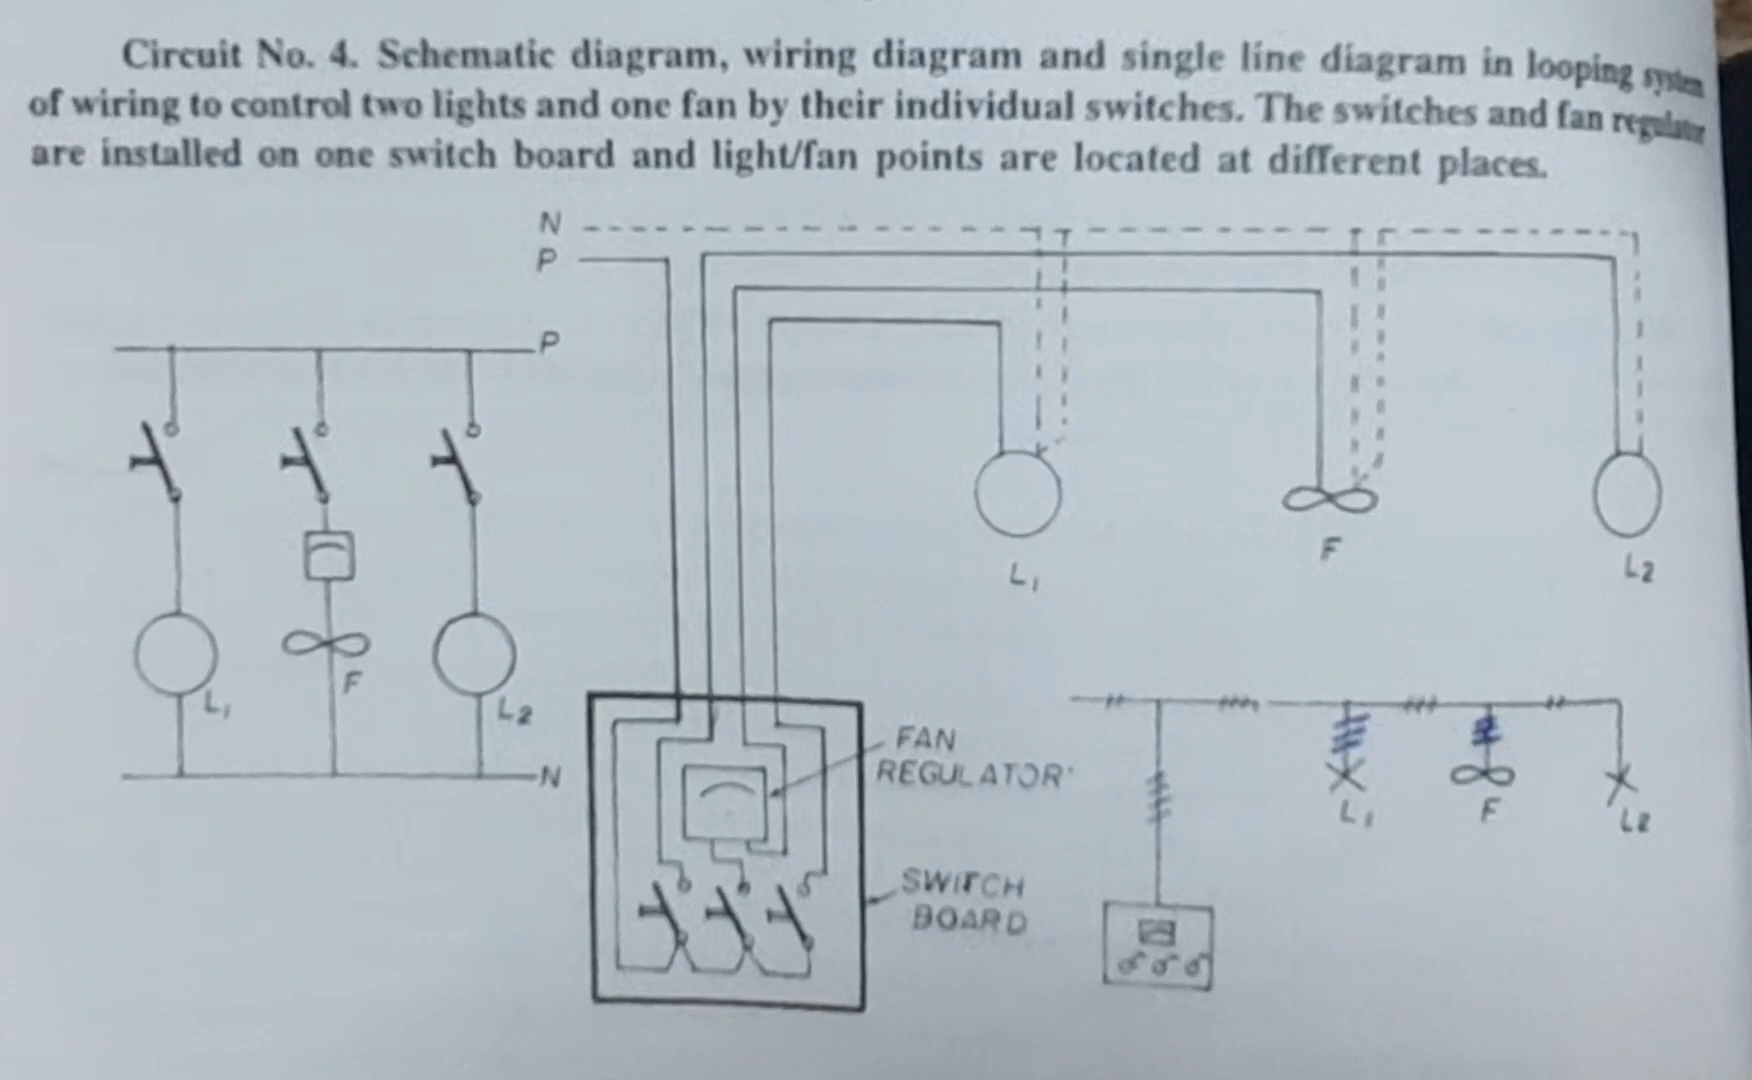 Circuit No. 4. Schematic diagram, wiring diagram and single line diagram in looping system
of wiring to control two lights and one fan by their individual switches. The switches and fan regulator
are installed on one switch board and light/fan points are located at different places.
N
P
P
L1
F
L2
N
L1
F
L2
FAN
REGULATOR
SWITCH
BOARD
L1
F
L2